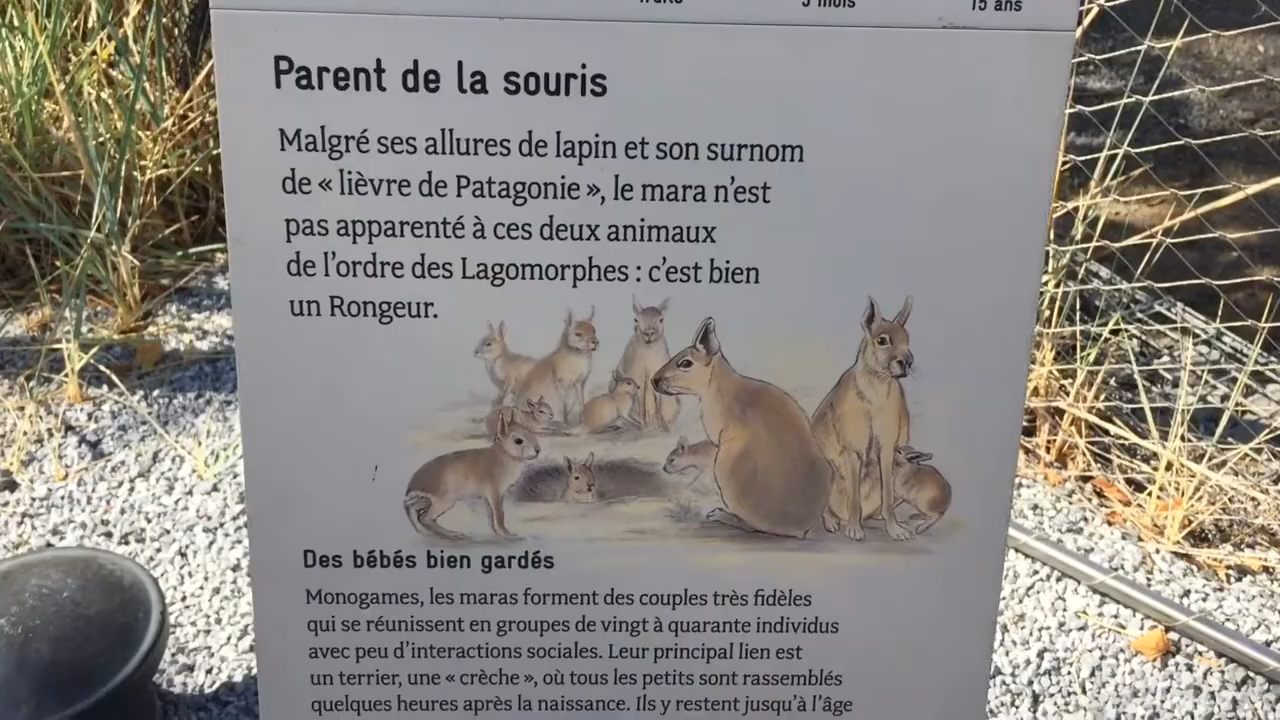 3 mois
15 ans
Parent de la souris
Malgré ses allures de lapin et son surnom
de « lièvre de Patagonie », le mara n'est
pas apparenté à ces deux animaux
de l'ordre des Lagomorphes : c'est bien
un Rongeur.
Des bébés bien gardés
Monogames, les maras forment des couples très fidèles
qui se réunissent en groupes de vingt à quarante individus
avec peu d'interactions sociales. Leur principal lien est
un terrier, une « crèche », où tous les petits sont rassemblés
quelques heures après la naissance. Ils y restent jusqu'à l'âge